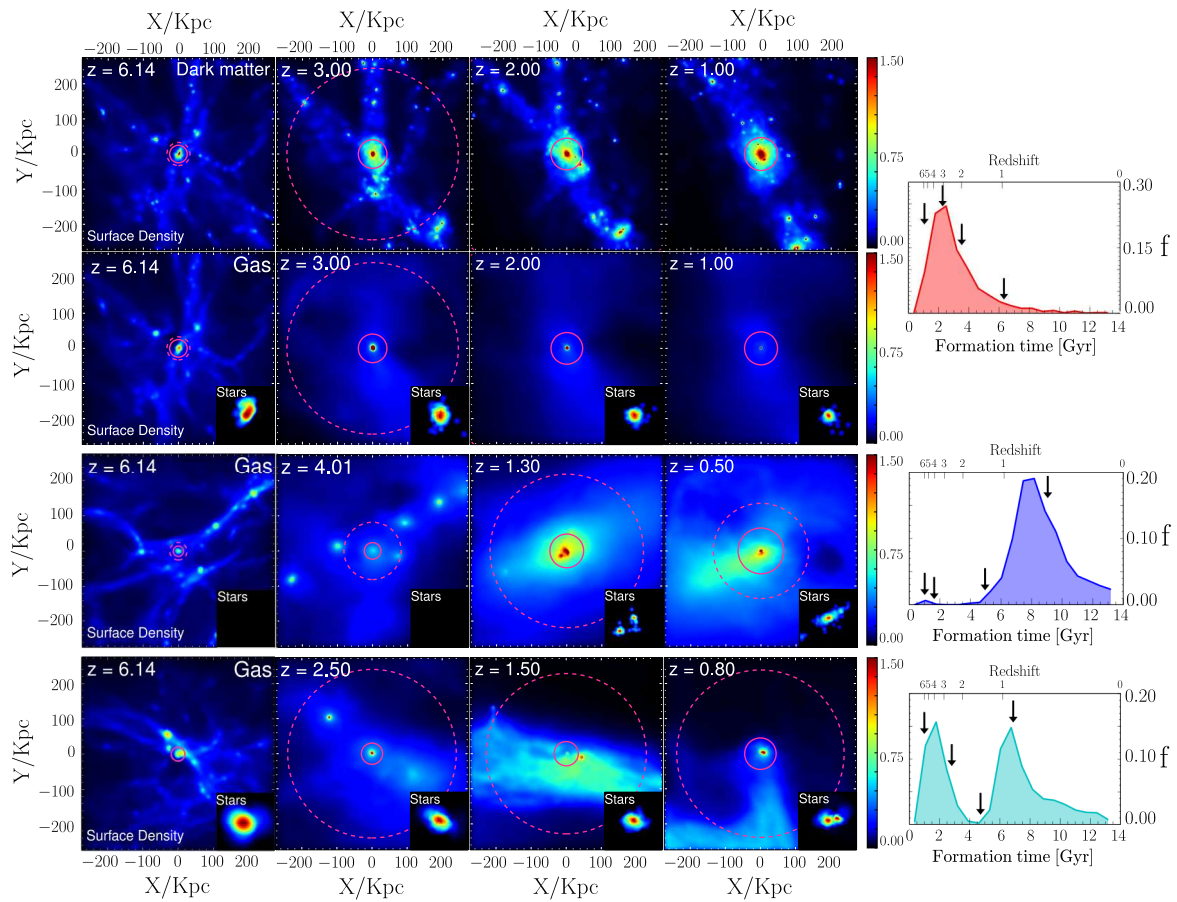 X/Kpc
X/Kpc
−200 −100 0 100 200
−200 −100 0 100 200
z = 6.14 Dark matter
z = 3.00
z = 2.00
z = 1.00
Y/Kpc
200
100
0
−100
−200
Surface Density
1.50
0.75
0.00
z = 6.14 Gas
z = 3.00
z = 2.00
z = 1.00
Y/Kpc
200
100
0
−100
−200
Surface Density
Stars
Stars
Stars
Stars
1.50
0.75
0.00
Redshift
6 5 4 3 2 1 0
0.30
0.15
0.00
f
0 2 4 6 8 10 12 14
Formation time [Gyr]
z = 6.14 Gas
z = 4.01
z = 1.30
z = 0.50
Y/Kpc
200
100
0
−100
−200
Surface Density
Stars
Stars
Stars
Stars
1.50
0.75
0.00
Redshift
6 5 4 3 2 1 0
0.20
0.10
0.00
f
0 2 4 6 8 10 12 14
Formation time [Gyr]
z = 6.14 Gas
z = 2.50
z = 1.50
z = 0.80
Y/Kpc
200
100
0
−100
−200
Surface Density
Stars
Stars
Stars
Stars
1.50
0.75
0.00
Redshift
6 5 4 3 2 1 0
0.20
0.10
0.00
f
0 2 4 6 8 10 12 14
Formation time [Gyr]
−200 −100 0 100 200
−200 −100 0 100 200
−200 −100 0 100 200
−200 −100 0 100 200
X/Kpc
X/Kpc